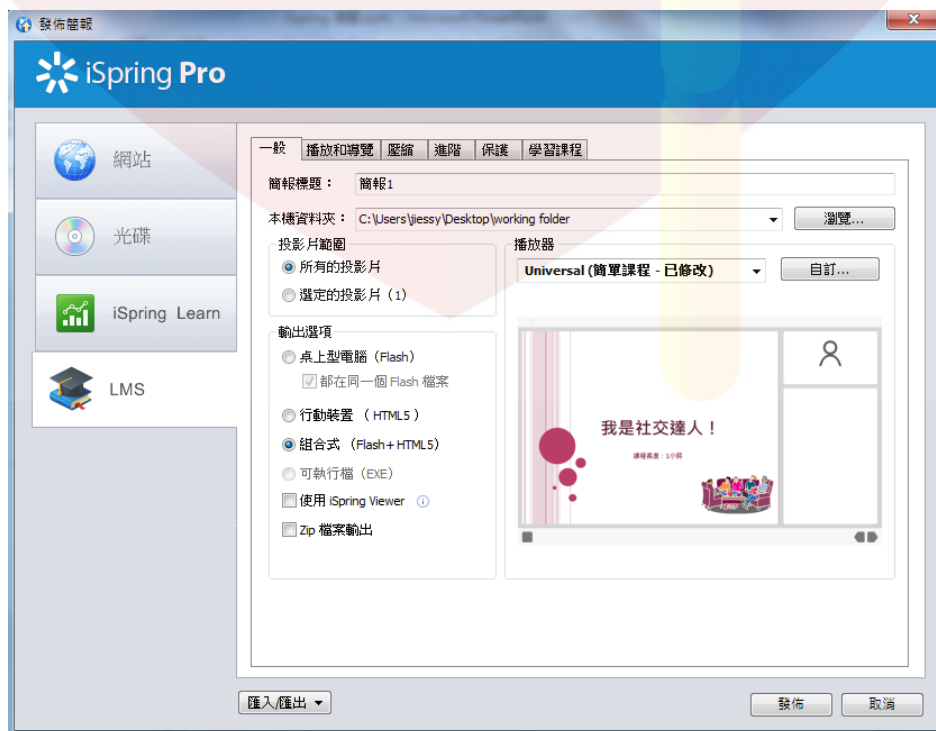 發佈簡報
iSpring Pro
網站
光碟
iSpring Learn
LMS
一般 播放和導覽 壓縮 進階 保護 學習課程
簡報標題： 簡報1
本機資料夾： C:\Users\jiessy\Desktop\working folder 瀏覽...
投影片範圍
所有的投影片
選定的投影片（1）
輸出選項
桌上型電腦（Flash）
都在同一個 Flash 檔案
行動裝置 （ HTML5 ）
組合式 （Flash+HTML5）
可執行檔（EXE）
使用 iSpring Viewer
Zip 檔案輸出
播放器
Universal (簡單課程 - 已修改) 自訂...
我是社交達人！
課程長度：1小時
匯入/匯出
發佈 取消